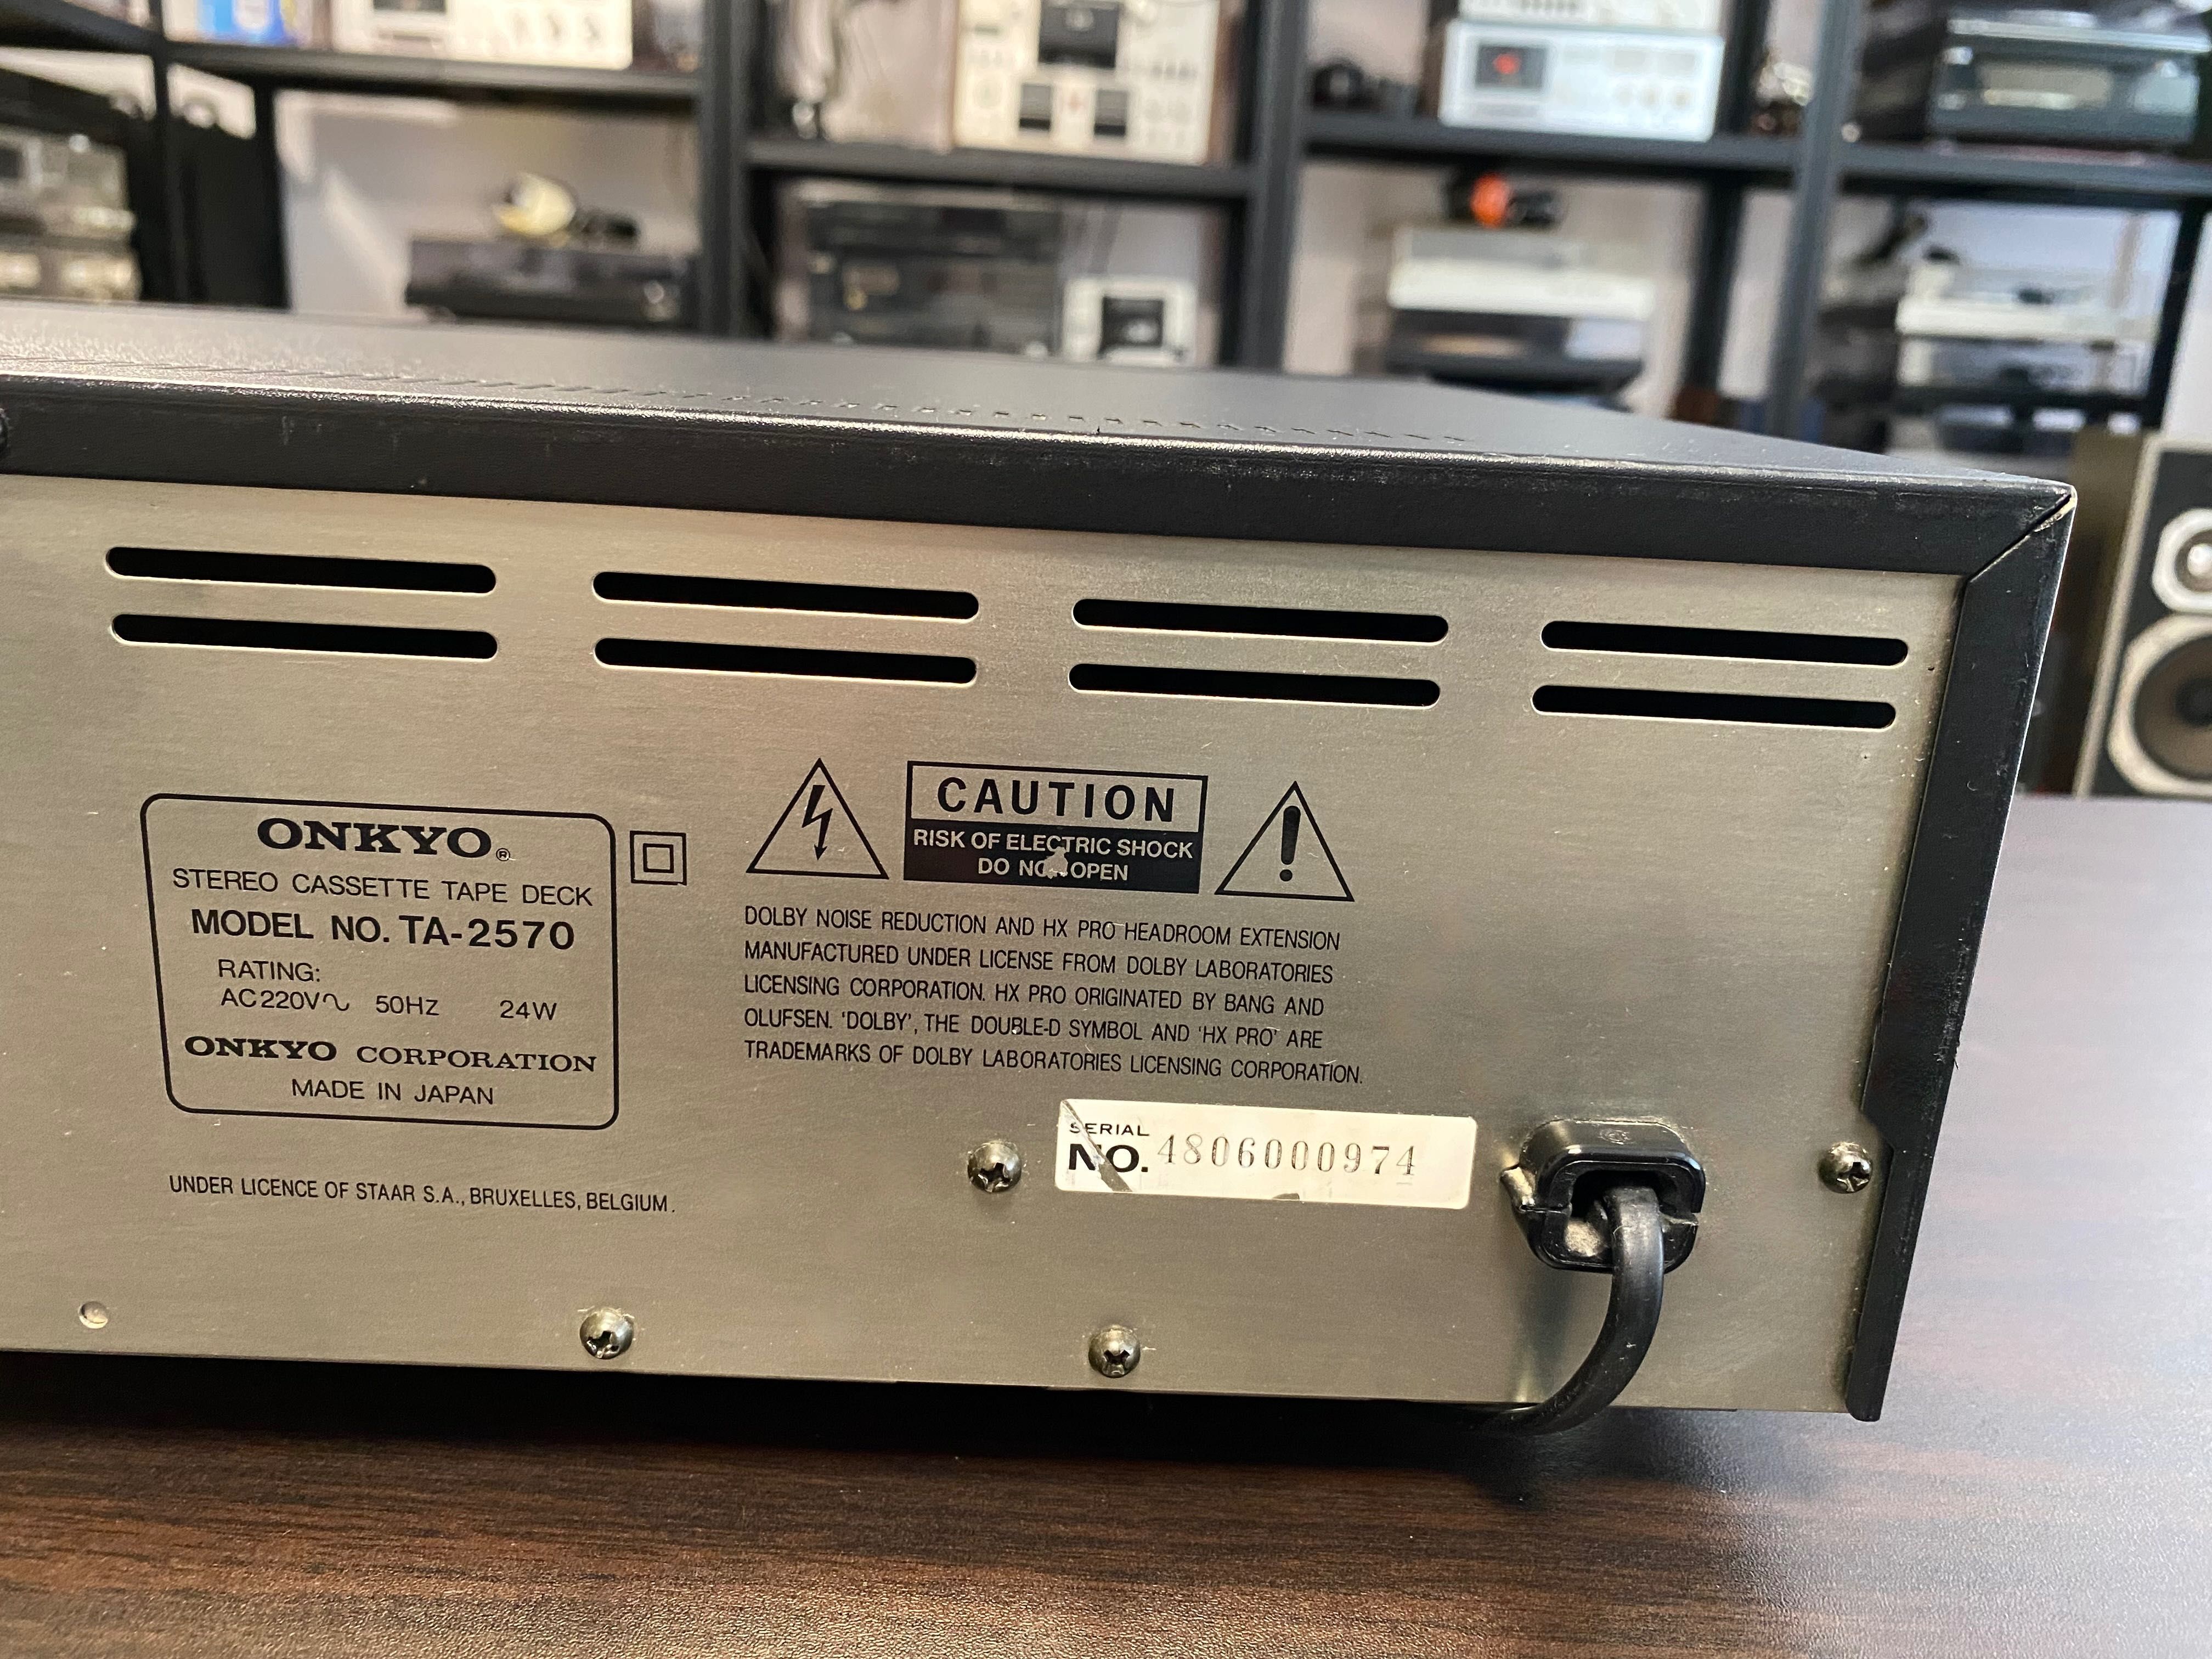 ONKYO®
STEREO CASSETTE TAPE DECK
MODEL NO. TA-2570
RATING:
AC220V∿ 50HZ 24W
ONKYO CORPORATION
MADE IN JAPAN
UNDER LICENCE OF STAAR S.A., BRUXELLES, BELGIUM.
CAUTION
RISK OF ELECTRIC SHOCK
DO NOT OPEN
DOLBY NOISE REDUCTION AND HX PRO HEADROOM EXTENSION
MANUFACTURED UNDER LICENSE FROM DOLBY LABORATORIES
LICENSING CORPORATION. HX PRO ORIGINATED BY BANG AND
OLUFSEN. 'DOLBY', THE DOUBLE-D SYMBOL AND 'HX PRO' ARE
TRADEMARKS OF DOLBY LABORATORIES LICENSING CORPORATION.
SERIAL
NO. 4806000974